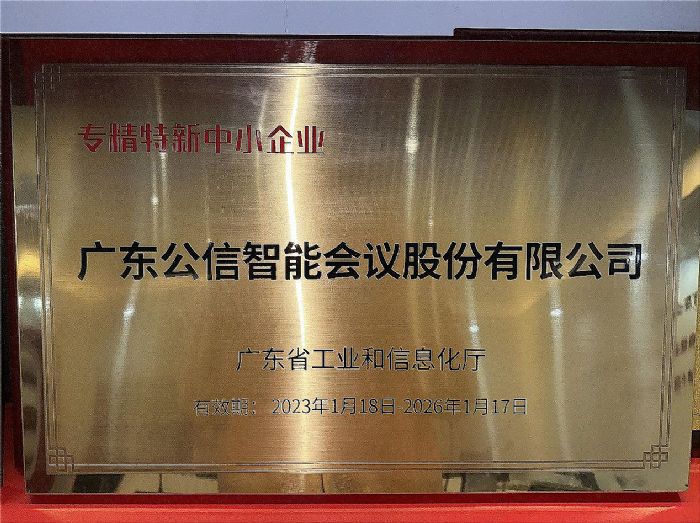 专精特新中小企业
广东公信智能会议股份有限公司
广东省工业和信息化厅
有效期：2023年1月18日-2026年1月17日